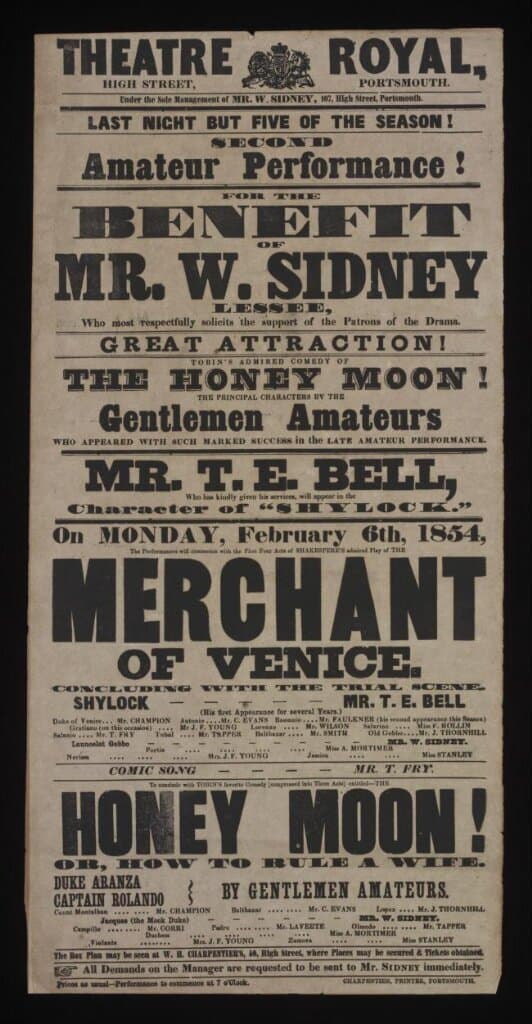 THEATRE ROYAL,
HIGH STREET, PORTSMOUTH.
Under the Sole Management of MR. W. SIDNEY, 107, High Street, Portsmouth.
LAST NIGHT BUT FIVE OF THE SEASON!
SECOND
Amateur Performance!
FOR THE
BENEFIT
OF
MR. W. SIDNEY
LESSEE,
Who most respectfully solicits the support of the Patrons of the Drama.
GREAT ATTRACTION!
TOBIN'S ADMIRED COMEDY OF
THE HONEY MOON!
THE PRINCIPAL CHARACTERS BY THE
Gentlemen Amateurs
WHO APPEARED WITH SUCH MARKED SUCCESS in the LATE AMATEUR PERFORMANCE.
MR. T. E. BELL,
Who has kindly given his services, will appear in the
Character of "SHYLOCK."
On MONDAY, February 6th, 1854,
The Performances will commence with the First Four Acts of SHAKESPERE'S admired Play of THE
MERCHANT
OF VENICE.
CONCLUDING WITH THE TRIAL SCENE.
SHYLOCK — — — — — MR. T. E. BELL
(His first Appearance for several Years.)
Duke of Venice... Mr. CHAMPION Antonio.... Mr. C. EVANS Bassanio.... Mr. FAULKNER (his second appearance this Season)
Gratiano (on this occasion) .... Mr J. F. YOUNG Lorenzo .... Mr. WILSON Salarino .... Miss F. ROLLIN
Salanio .... Mr. T. FRY Tubal .... Mr. TAPPER Balthazar .... Mr. SMITH Old Gobbo.... Mr. J. THORNHILL
Launcelot Gobbo — — — — — MR. W. SIDNEY.
Portia .... .... .... .... Miss A. MORTIMER
Nerissa .... .... Mrs. J. F. YOUNG Jessica .... .... Miss STANLEY
COMIC SONG — — — — MR. T. FRY.
To conclude with TOBIN'S favorite Comedy [compressed into Three Acts] entitled—THE
HONEY MOON!
OR, HOW TO RULE A WIFE.
DUKE ARANZA
CAPTAIN ROLANDO } BY GENTLEMEN AMATEURS.
Count Montalban .... .... Mr. CHAMPION Balthazar .... .... Mr. C. EVANS Lopez .... Mr. J. THORNHILL
Jacques (the Mock Duke) — — — — — MR. W. SIDNEY.
Campillo .... Mr. CORRI Pedro .... Mr. LAVEITE Olmedo .... Mr. TAPPER
Duchess .... .... .... Miss A. MORTIMER
Violante .... .... Mrs. J. F. YOUNG Zamora .... .... Miss STANLEY
The Box Plan may be seen at W. H. CHARPENTIER'S, 50, High Street, where Places may be secured & Tickets obtained.
All Demands on the Manager are requested to be sent to Mr. SIDNEY immediately.
Prices as usual—Performance to commence at 7 o'Clock. CHARPENTIER, PRINTER, PORTSMOUTH.